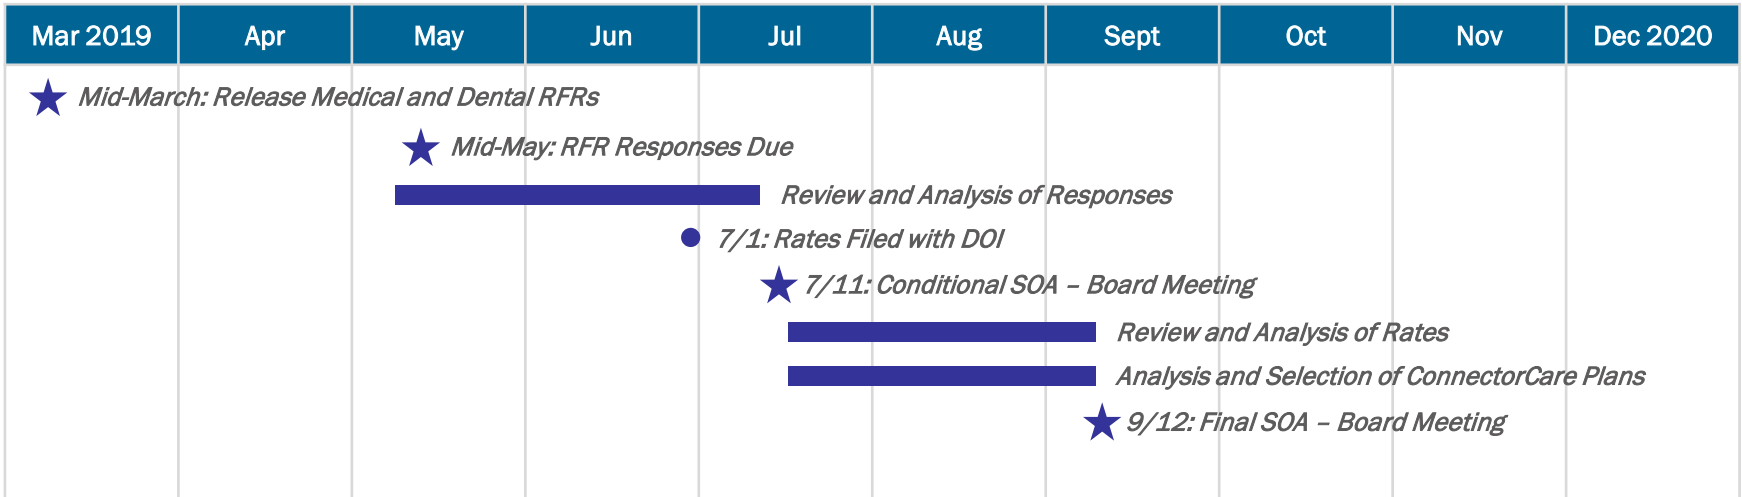 Mar 2019 Apr May Jun Jul Aug Sept Oct Nov Dec 2020
Mid-March: Release Medical and Dental RFRs
Mid-May: RFR Responses Due
Review and Analysis of Responses
7/1: Rates Filed with DOI
7/11: Conditional SOA – Board Meeting
Review and Analysis of Rates
Analysis and Selection of ConnectorCare Plans
9/12: Final SOA – Board Meeting